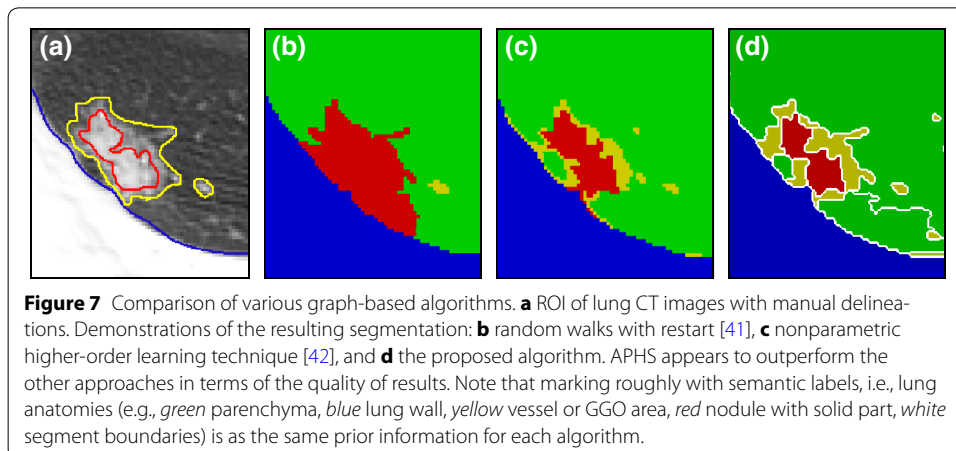 (a) (b) (c) (d)
Figure 7 Comparison of various graph-based algorithms. a ROI of lung CT images with manual delinea-
tions. Demonstrations of the resulting segmentation: b random walks with restart [41], c nonparametric
higher-order learning technique [42], and d the proposed algorithm. APHS appears to outperform the
other approaches in terms of the quality of results. Note that marking roughly with semantic labels, i.e., lung
anatomies (e.g., green parenchyma, blue lung wall, yellow vessel or GGO area, red nodule with solid part, white
segment boundaries) is as the same prior information for each algorithm.